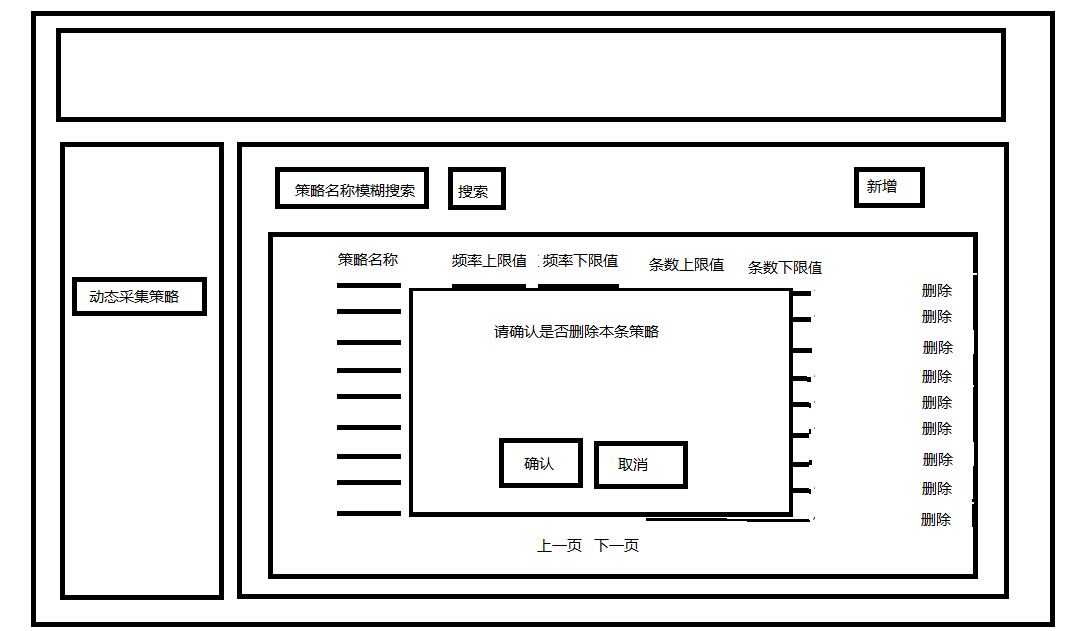 策略名称模糊搜索
搜索
新增
动态采集策略
策略名称 频率上限值 频率下限值 条数上限值 条数下限值
删除
删除
删除
删除
删除
删除
删除
删除
删除
请确认是否删除本条策略
确认 取消
上一页 下一页